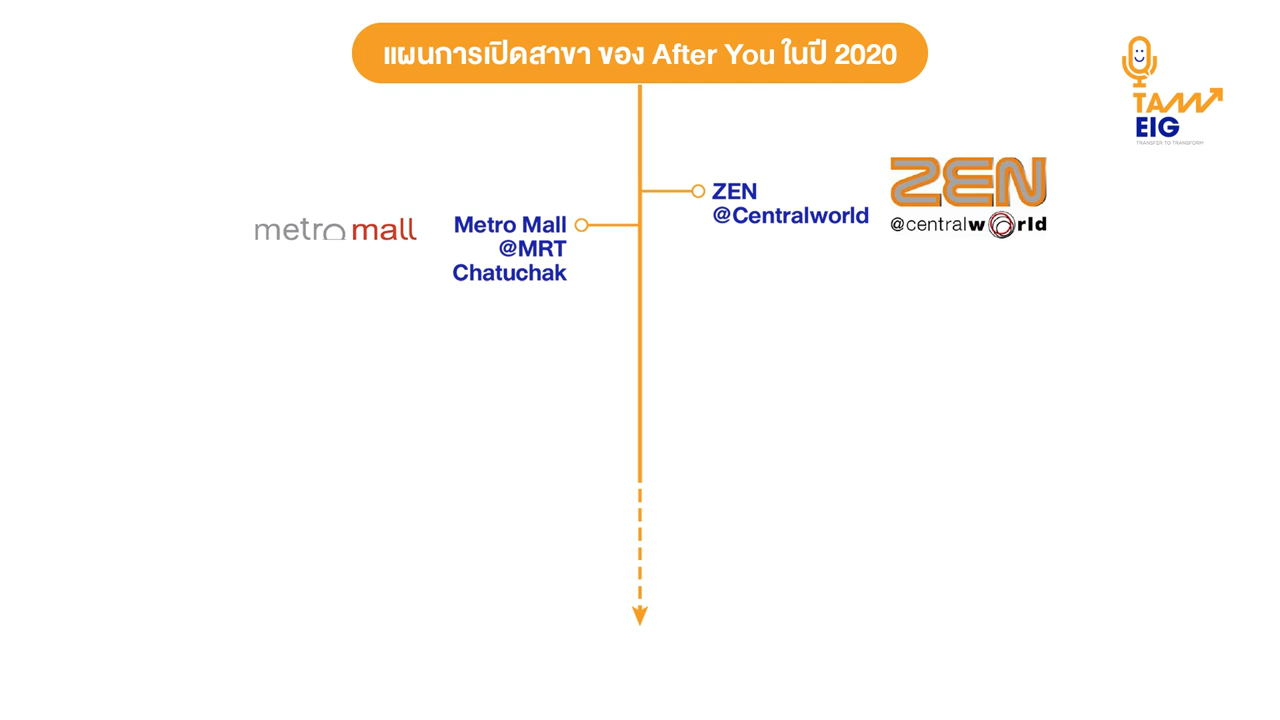 แผนการเปิดสาขา ของ After You ในปี 2020
TAM
EIG
TRANSFER TO TRANSFORM
ZEN
@Centralworld
ZEN
@centralworld
metro mall
Metro Mall
@MRT
Chatuchak